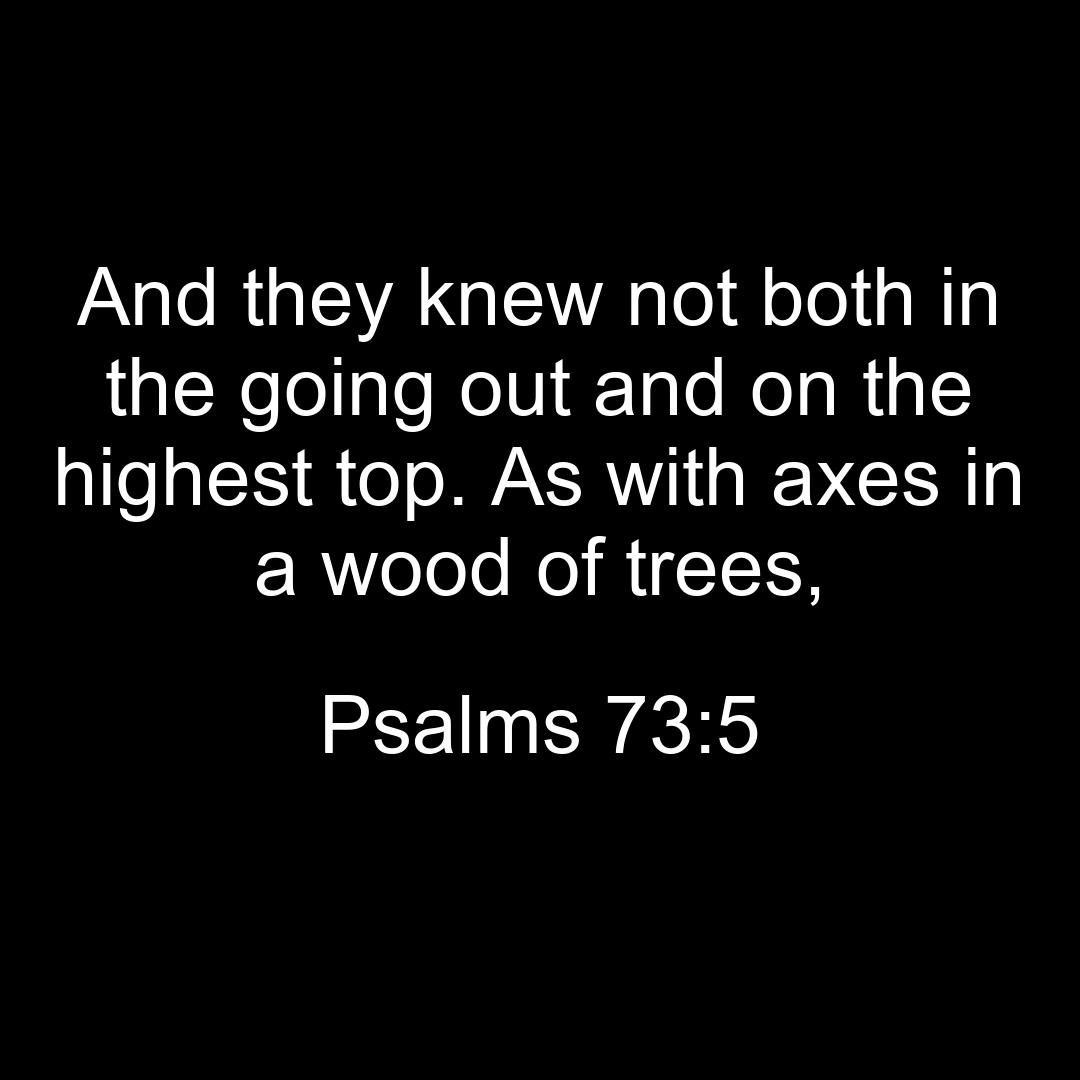 And they knew not both in
the going out and on the
highest top. As with axes in
a wood of trees,
Psalms 73:5